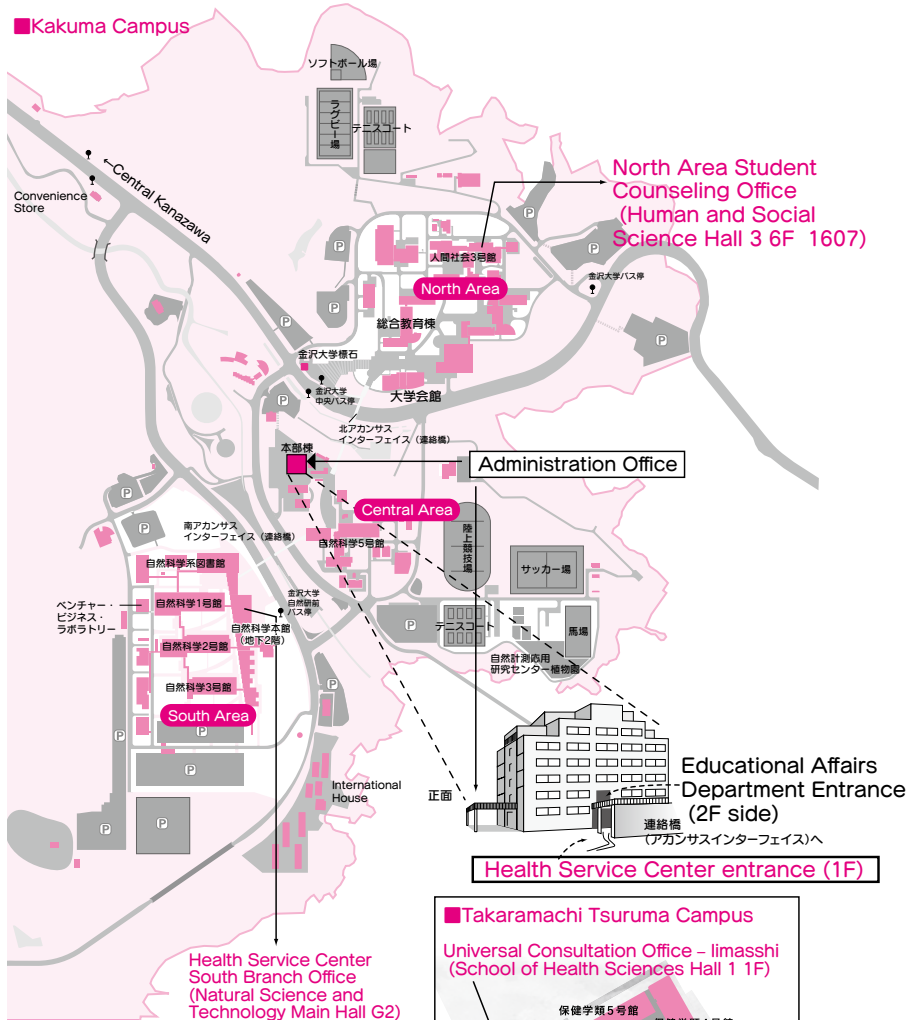 ■Kakuma Campus
ソフトボール場
ラグビー場
テニスコート
←Central Kanazawa
Convenience
Store
North Area Student
Counseling Office
(Human and Social
Science Hall 3 6F 1607)
P
P
人間社会3号館
金沢大学バス停
North Area
P
P
総合教育棟
P
P
金沢大学標石
金沢大学
中央バス停
大学会館
P
北アカンサス
インターフェイス（連絡橋）
本部棟
Administration Office
P
Central Area
南アカンサス
インターフェイス（連絡橋）
P
陸上競技場
自然科学5号館
サッカー場
自然科学系図書館
ベンチャー・
ビジネス・
ラボラトリー
自然科学1号館
金沢大学
自然研前
バス停
自然科学本館
（地下2階）
P
テニスコート
馬場
自然科学2号館
自然計測応用
研究センター植物園
自然科学3号館
South Area
P
P
P
P
International
House
正面
Educational Affairs
Department Entrance
(2F side)
連絡橋
（アカンサスインターフェイス）へ
Health Service Center entrance (1F)
■Takaramachi Tsuruma Campus
Universal Consultation Office – Iimasshi
(School of Health Sciences Hall 1 1F)
Health Service Center
South Branch Office
(Natural Science and
Technology Main Hall G2)
保健学類5号館